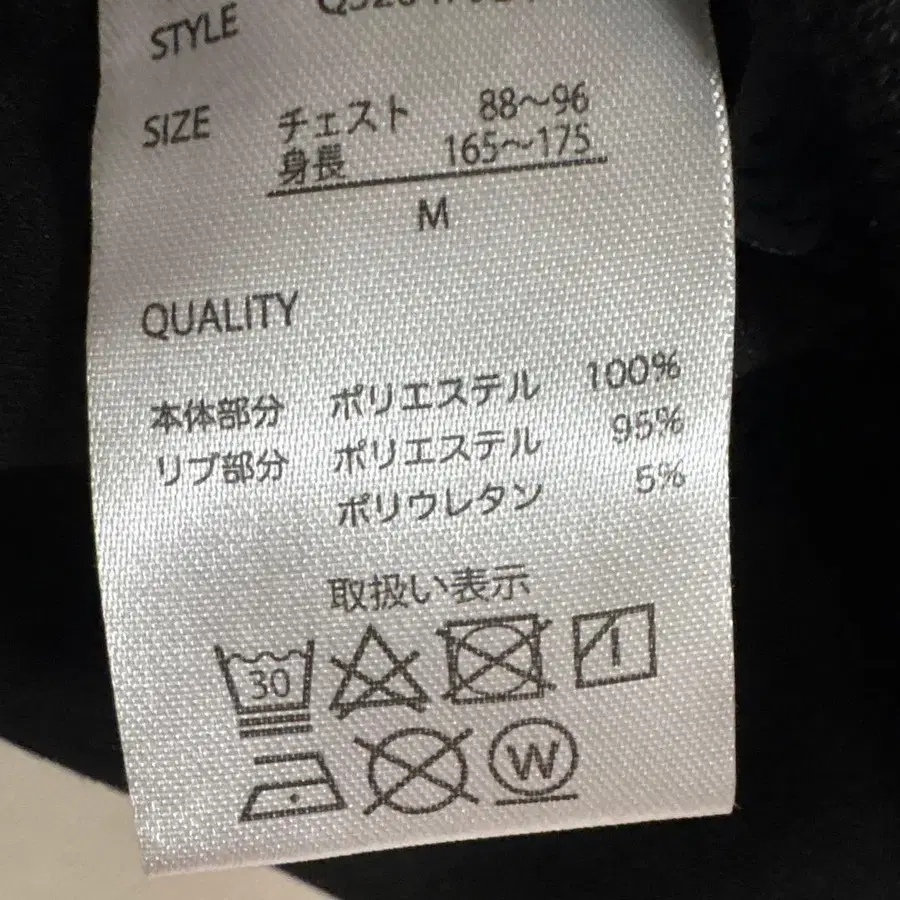 STYLE
SIZE チェスト 88～96
身長 165～175
M
QUALITY
本体部分 ポリエステル 100%
リブ部分 ポリエステル 95%
ポリウレタン 5%
取扱い表示
30
W